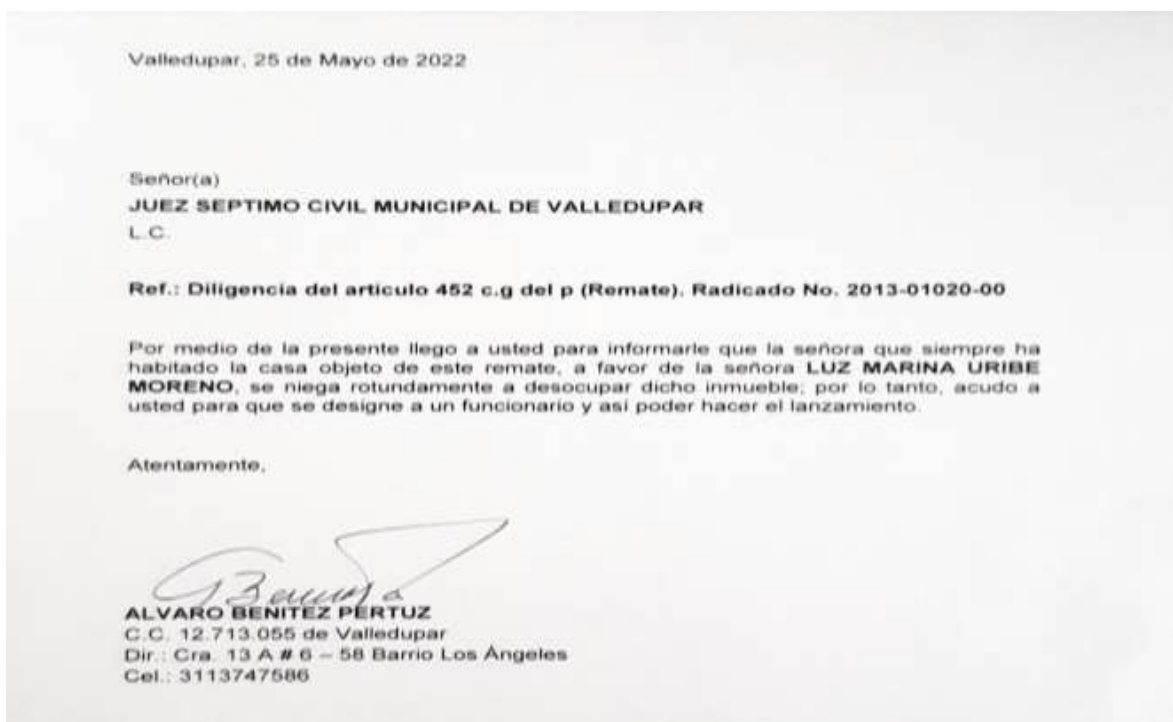 Valledupar, 25 de Mayo de 2022
Señor(a)
JUEZ SEPTIMO CIVIL MUNICIPAL DE VALLEDUPAR
L.C.
Ref.: Diligencia del articulo 452 c.g del p (Remate). Radicado No. 2013-01020-00
Por medio de la presente llego a usted para informarle que la señora que siempre ha
habitado la casa objeto de este remate, a favor de la señora LUZ MARINA URIBE
MORENO, se niega rotundamente a desocupar dicho inmueble; por lo tanto, acudo a
usted para que se designe a un funcionario y así poder hacer el lanzamiento.
Atentamente,
ALVARO BENITEZ PERTUZ
C.C. 12.713.055 de Valledupar
Dir.: Cra. 13 A # 6 – 58 Barrio Los Ángeles
Cel.: 3113747586